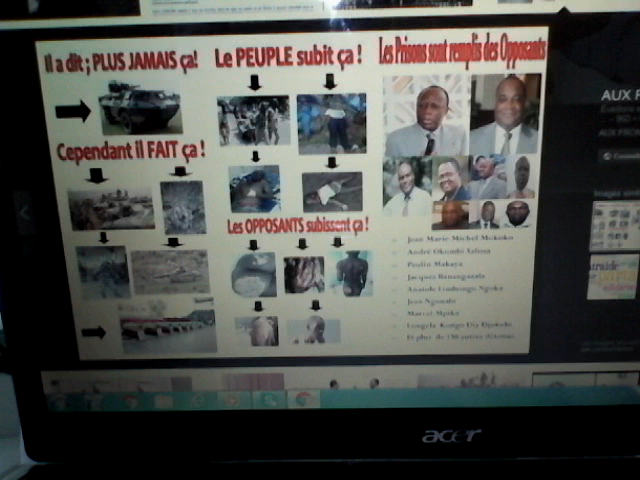 Il a dit ; PLUS JAMAIS ça!
Cependant il FAIT ça !
Le PEUPLE subit ça !
Les OPPOSANTS subissent ça !
Les Prisons sont remplis des Opposants
Jean Marie Michel Mokoko
André Okombi Salissa
Paulin Makaya
Jacques Banangazala
Anatole Limbongo Ngoka
Jean Ngouabi
Marcel Mpika
Et plus de 150 autres détenus
AUX P
acer